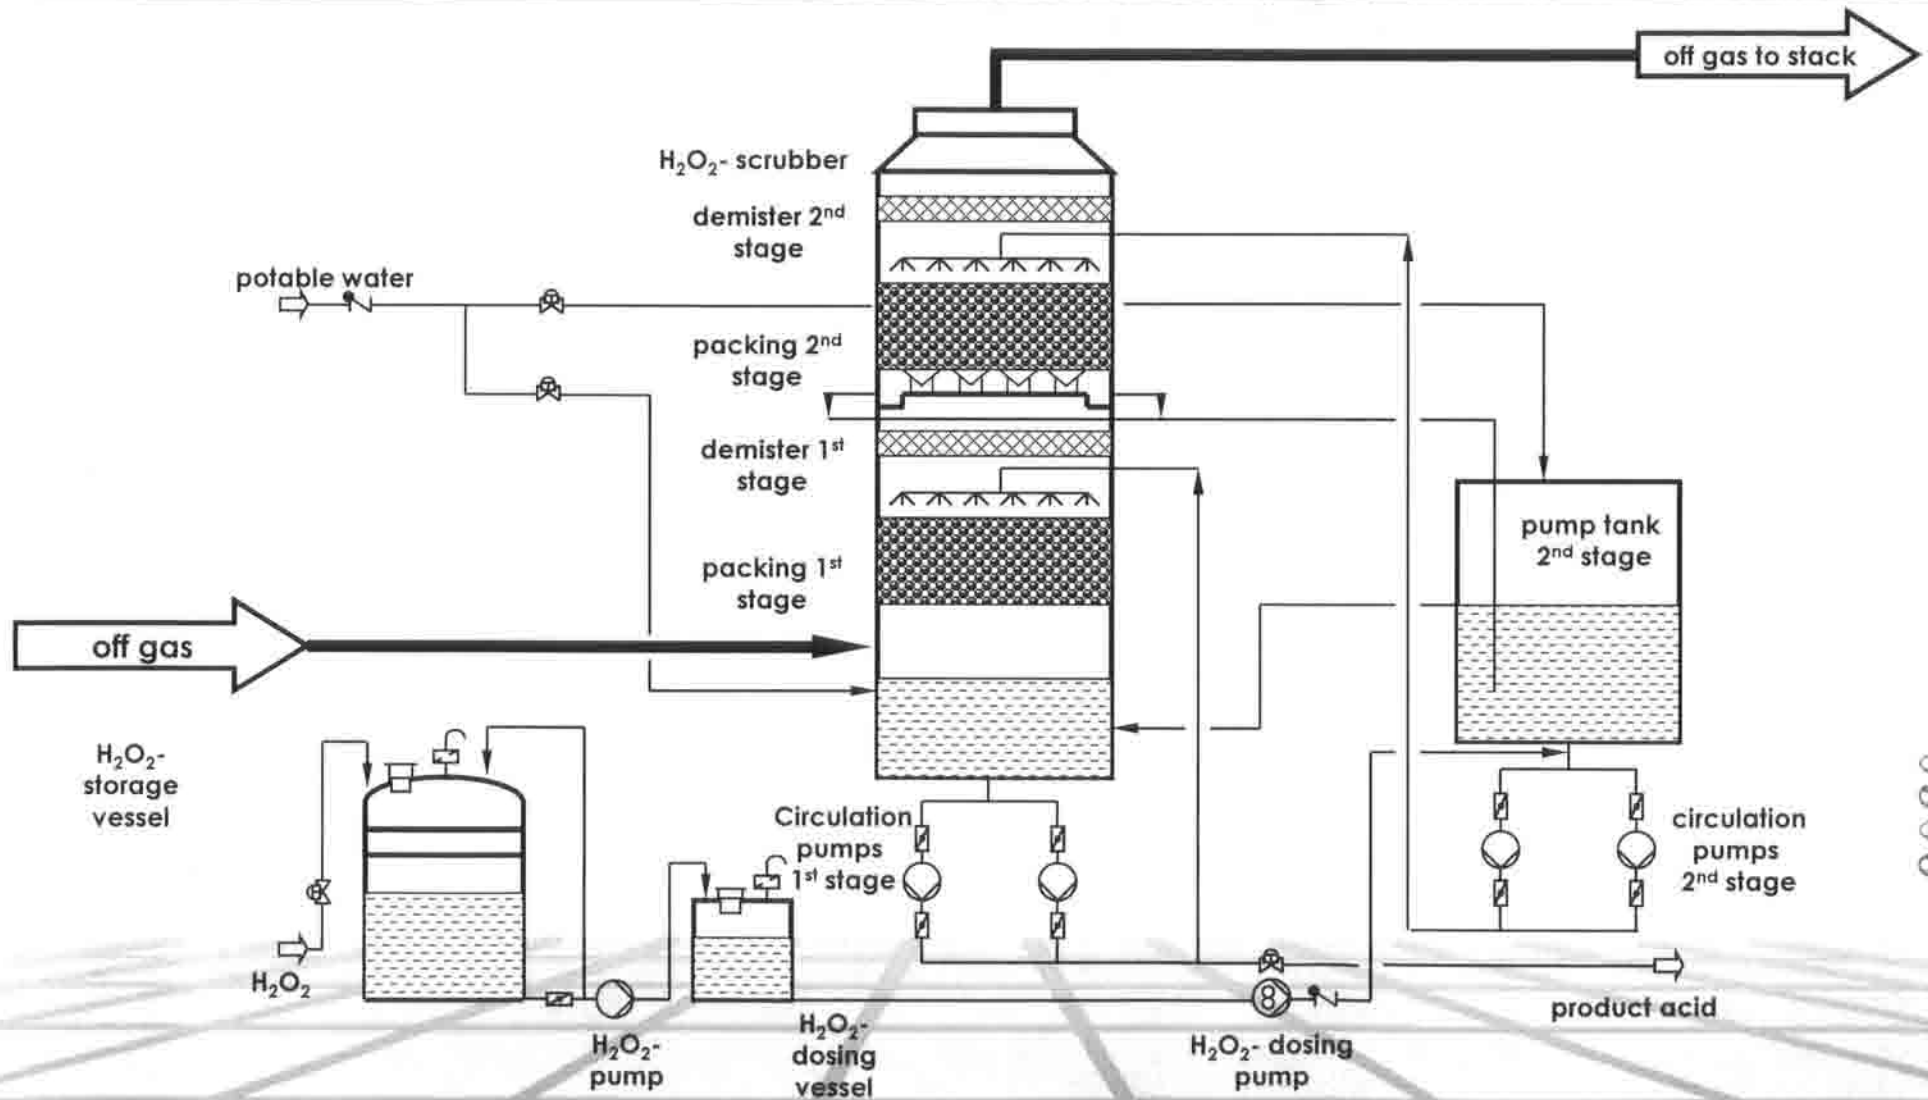 off gas to stack
H₂O₂- scrubber
demister 2nd
stage
potable water
packing 2nd
stage
demister 1st
stage
pump tank
2nd stage
packing 1st
stage
off gas
H₂O₂-
storage
vessel
Circulation
pumps
1st stage
circulation
pumps
2nd stage
H₂O₂
8
product acid
H₂O₂-
pump
H₂O₂-
dosing
vessel
H₂O₂- dosing
pump